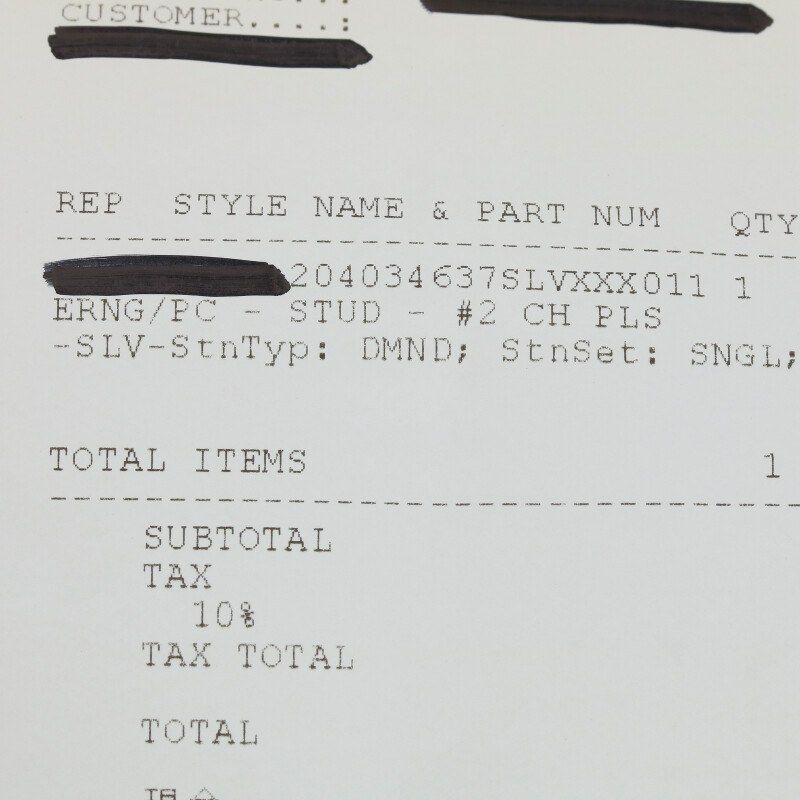 CUSTOMER....:
REP STYLE NAME & PART NUM QTY
204034637SLVXXX011 1
ERNG/PC - STUD - #2 CH PLS
-SLV-StnTyp: DMND; StnSet: SNGL;
TOTAL ITEMS 1
SUBTOTAL
TAX
10%
TAX TOTAL
TOTAL